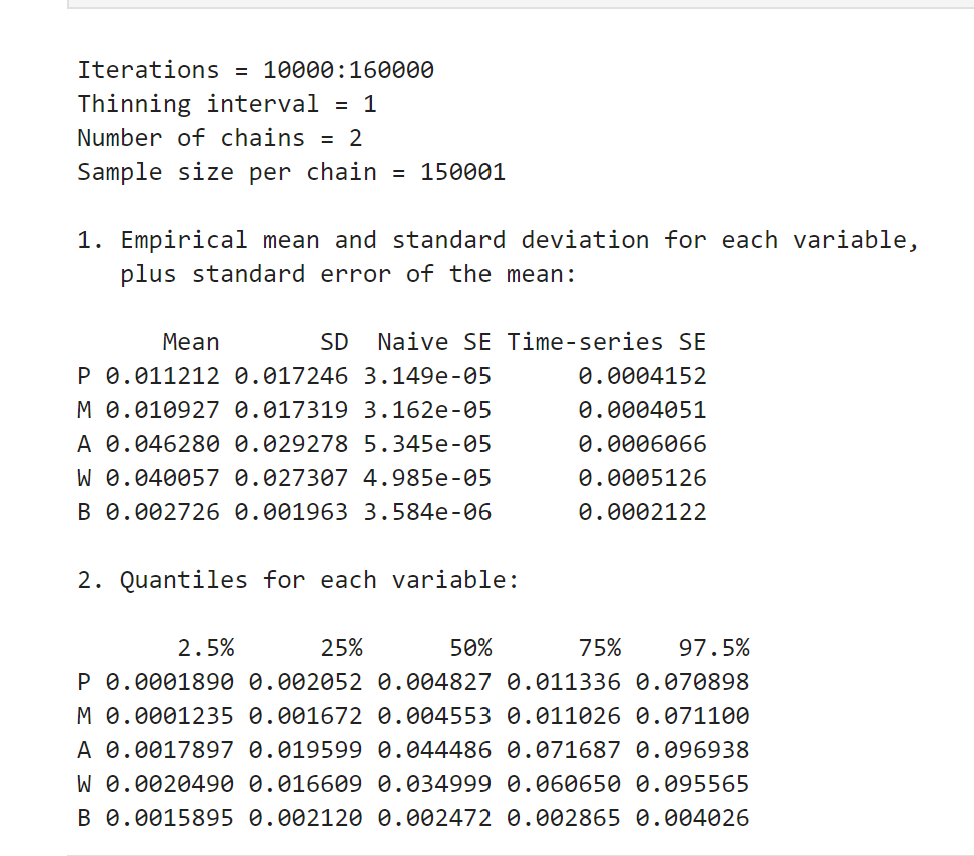 Iterations = 10000:160000
Thinning interval = 1
Number of chains = 2
Sample size per chain = 150001
1. Empirical mean and standard deviation for each variable,
plus standard error of the mean:
Mean SD Naive SE Time-series SE
P 0.011212 0.017246 3.149e-05 0.0004152
M 0.010927 0.017319 3.162e-05 0.0004051
A 0.046280 0.029278 5.345e-05 0.0006066
W 0.040057 0.027307 4.985e-05 0.0005126
B 0.002726 0.001963 3.584e-06 0.0002122
2. Quantiles for each variable:
2.5% 25% 50% 75% 97.5%
P 0.0001890 0.002052 0.004827 0.011336 0.070898
M 0.0001235 0.001672 0.004553 0.011026 0.071100
A 0.0017897 0.019599 0.044486 0.071687 0.096938
W 0.0020490 0.016609 0.034999 0.060650 0.095565
B 0.0015895 0.002120 0.002472 0.002865 0.004026